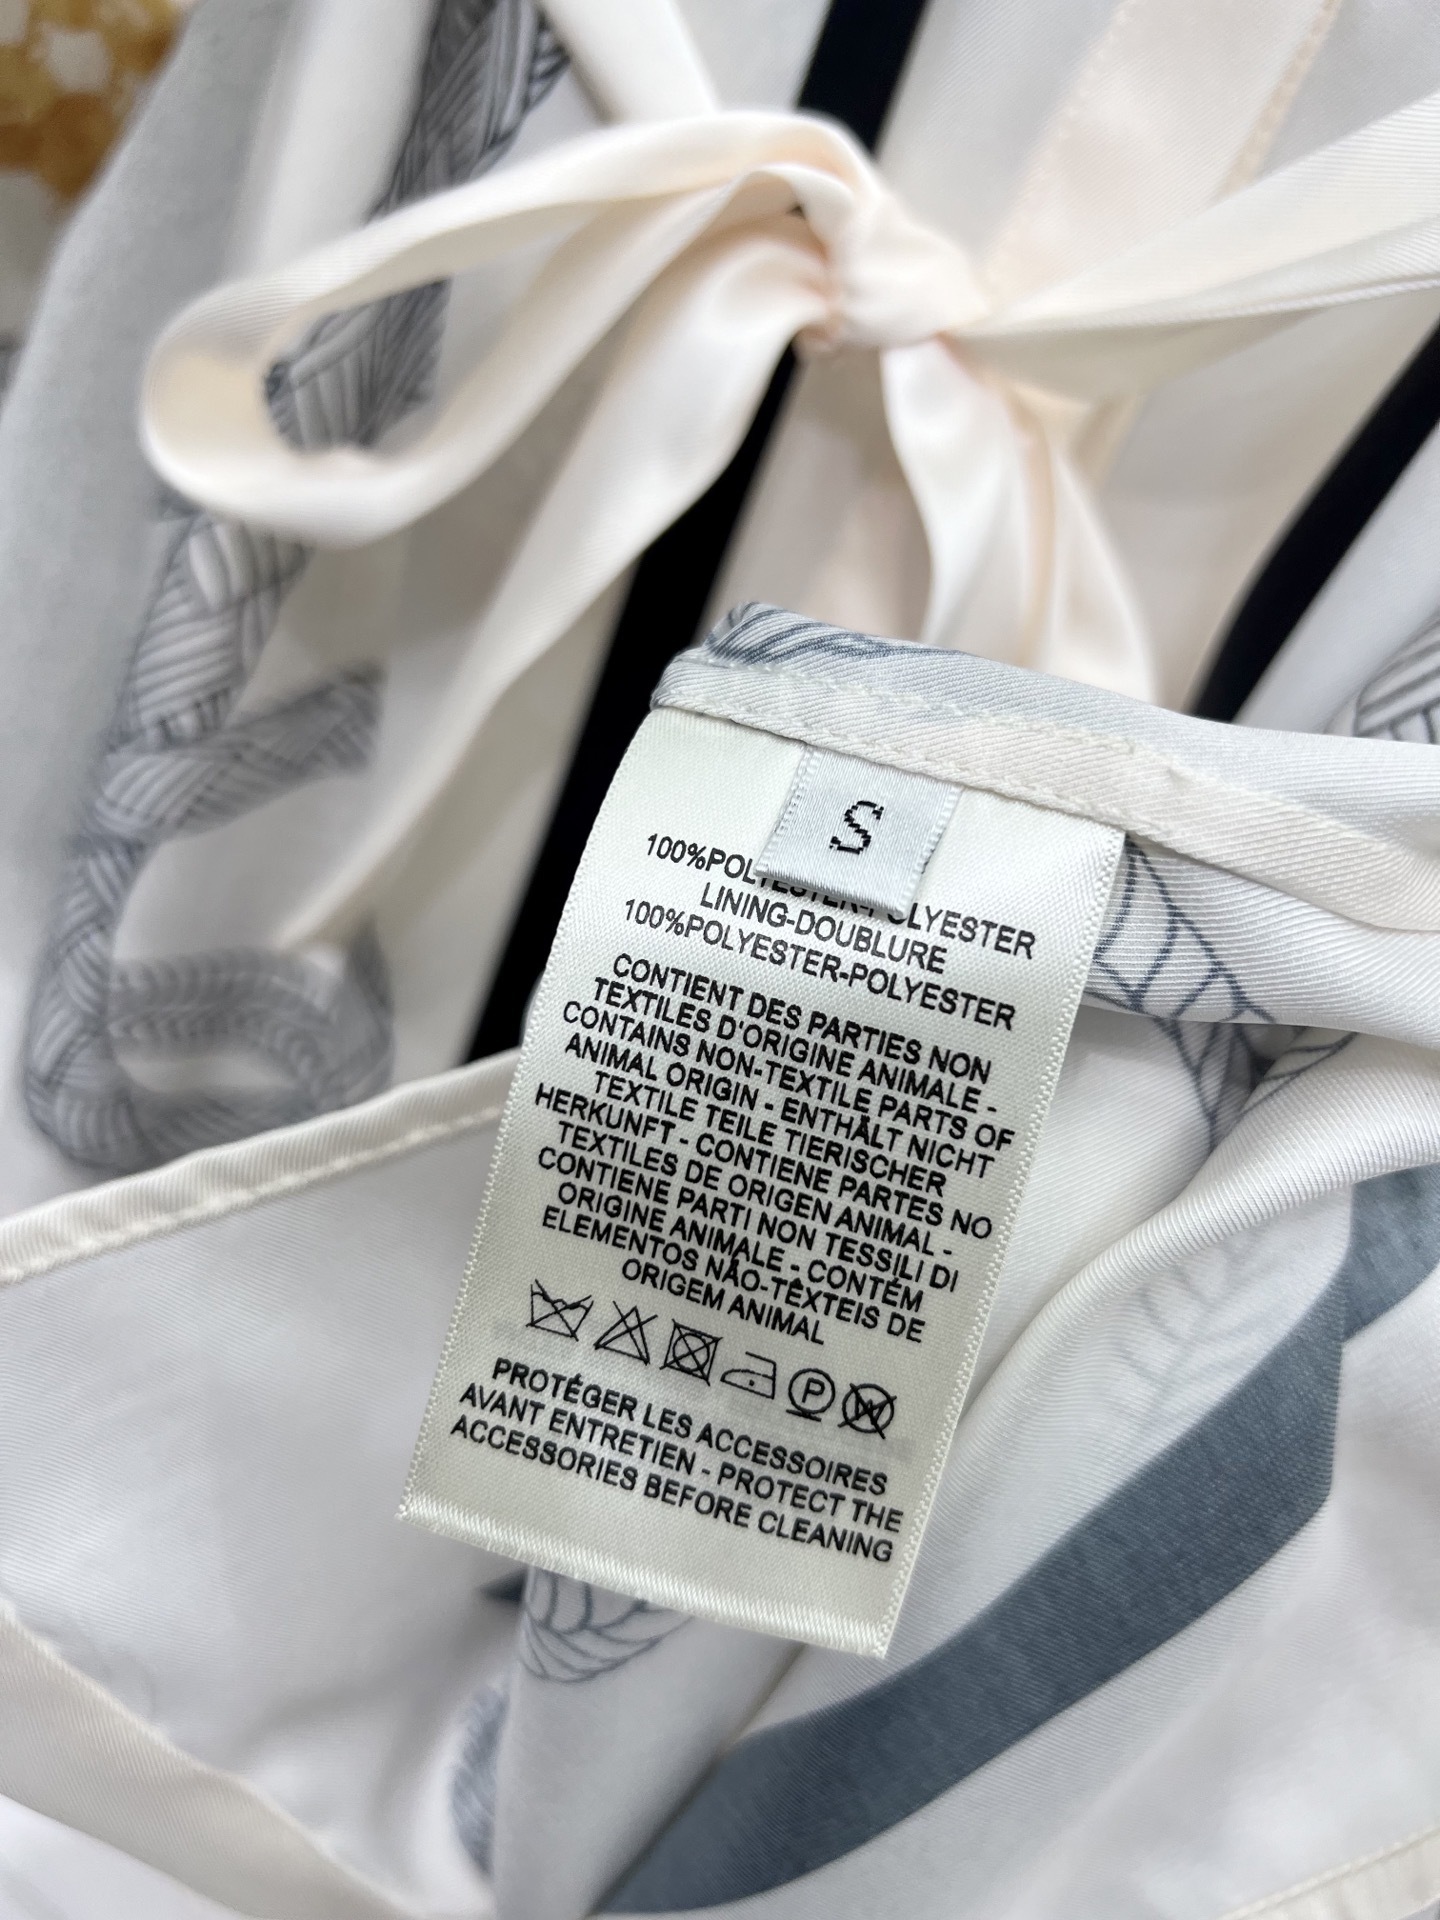 S
100%POLYESTER-POLYESTER
LINING-DOUBLURE
100%POLYESTER-POLYESTER
CONTIENT DES PARTIES NON
TEXTILES D'ORIGINE ANIMALE -
CONTAINS NON-TEXTILE PARTS OF
ANIMAL ORIGIN - ENTHÄLT NICHT
TEXTILE TEILE TIERISCHER
HERKUNFT - CONTIENE PARTES NO
TEXTILES DE ORIGEN ANIMAL -
CONTIENE PARTI NON TESSILI DI
ORIGINE ANIMALE - CONTÉM
ELEMENTOS NÃO-TÊXTEIS DE
ORIGEM ANIMAL
P W
PROTÉGER LES ACCESSOIRES
AVANT ENTRETIEN - PROTECT THE
ACCESSORIES BEFORE CLEANING